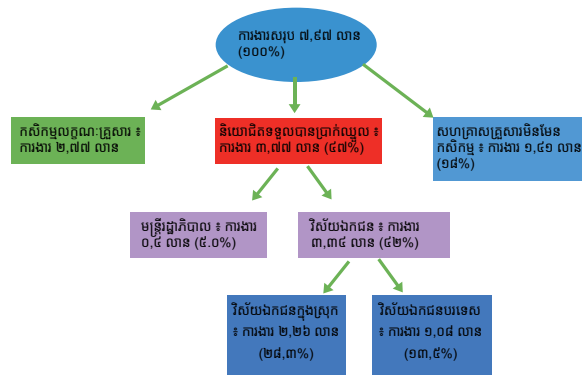 ការងារសរុប ៧,៩៧ លាន
(១០០%)
កសិកម្មលក្ខណៈគ្រួសារ ៖
ការងារ ២,៧៧ លាន
និយោជិតទទួលបានប្រាក់ឈ្នួល ៖
ការងារ ៣,៧៧ លាន (៤៧%)
សហគ្រាសគ្រួសារមិនមែន
កសិកម្ម ៖ ការងារ ១,៤១ លាន
(១៨%)
មន្ត្រីរដ្ឋាភិបាល ៖ ការងារ
០,៤ លាន (៥.០%)
វិស័យឯកជន ៖ ការងារ
៣,៣៤ លាន (៤២%)
វិស័យឯកជនក្នុងស្រុក
៖ ការងារ ២,២៦ លាន
(២៨,៣%)
វិស័យឯកជនបរទេស
៖ ការងារ ១,០៨ លាន
(១៣,៥%)